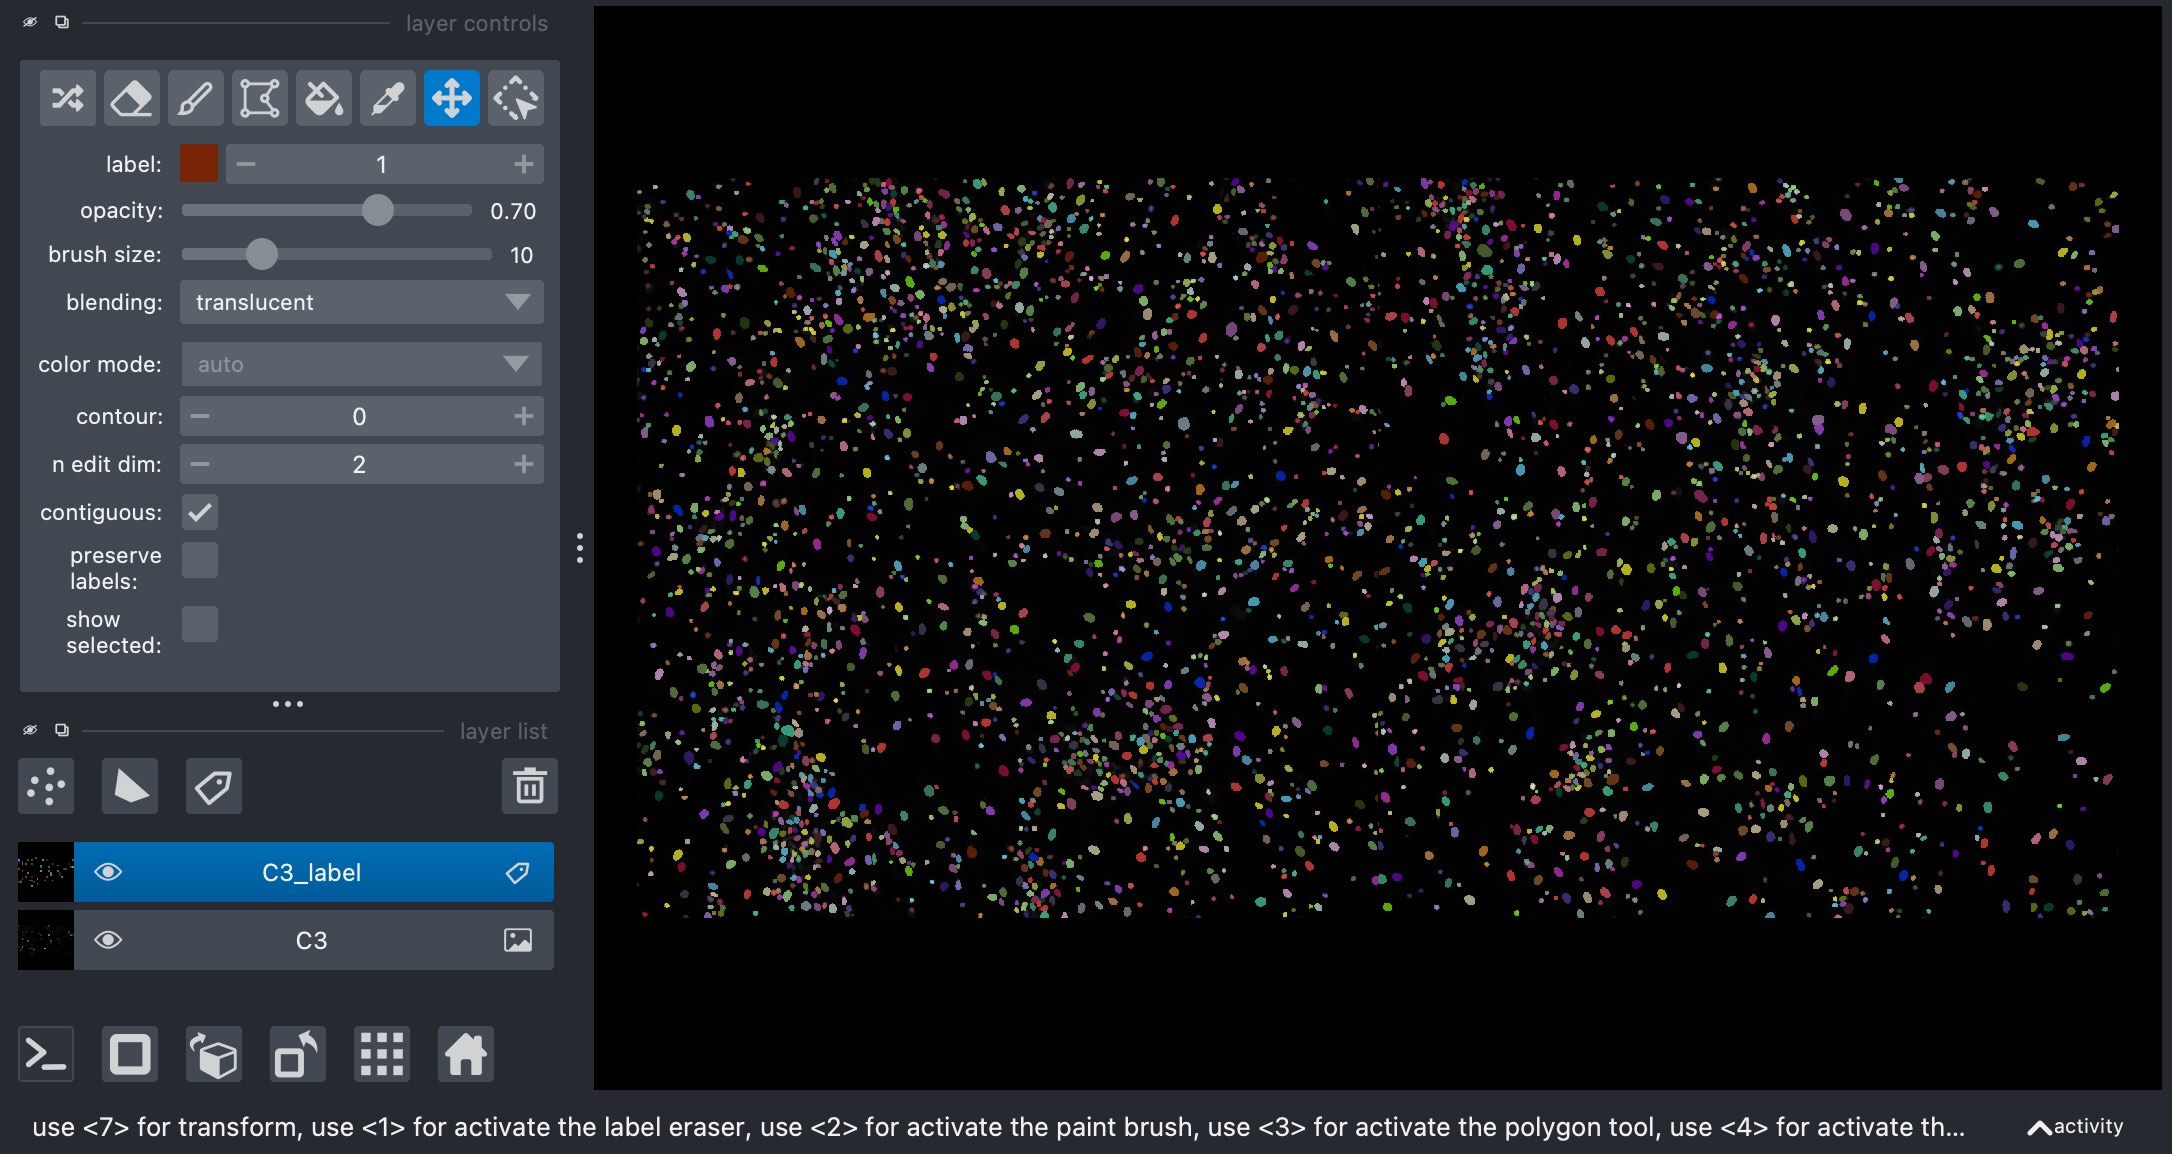 layer controls
label: 1
opacity: 0.70
brush size: 10
blending: translucent
color mode: auto
contour: 0
n edit dim: 2
contiguous:
preserve
labels:
show
selected:
layer list
C3_label
C3
use <7> for transform, use <1> for activate the label eraser, use <2> for activate the paint brush, use <3> for activate the polygon tool, use <4> for activate th...
activity